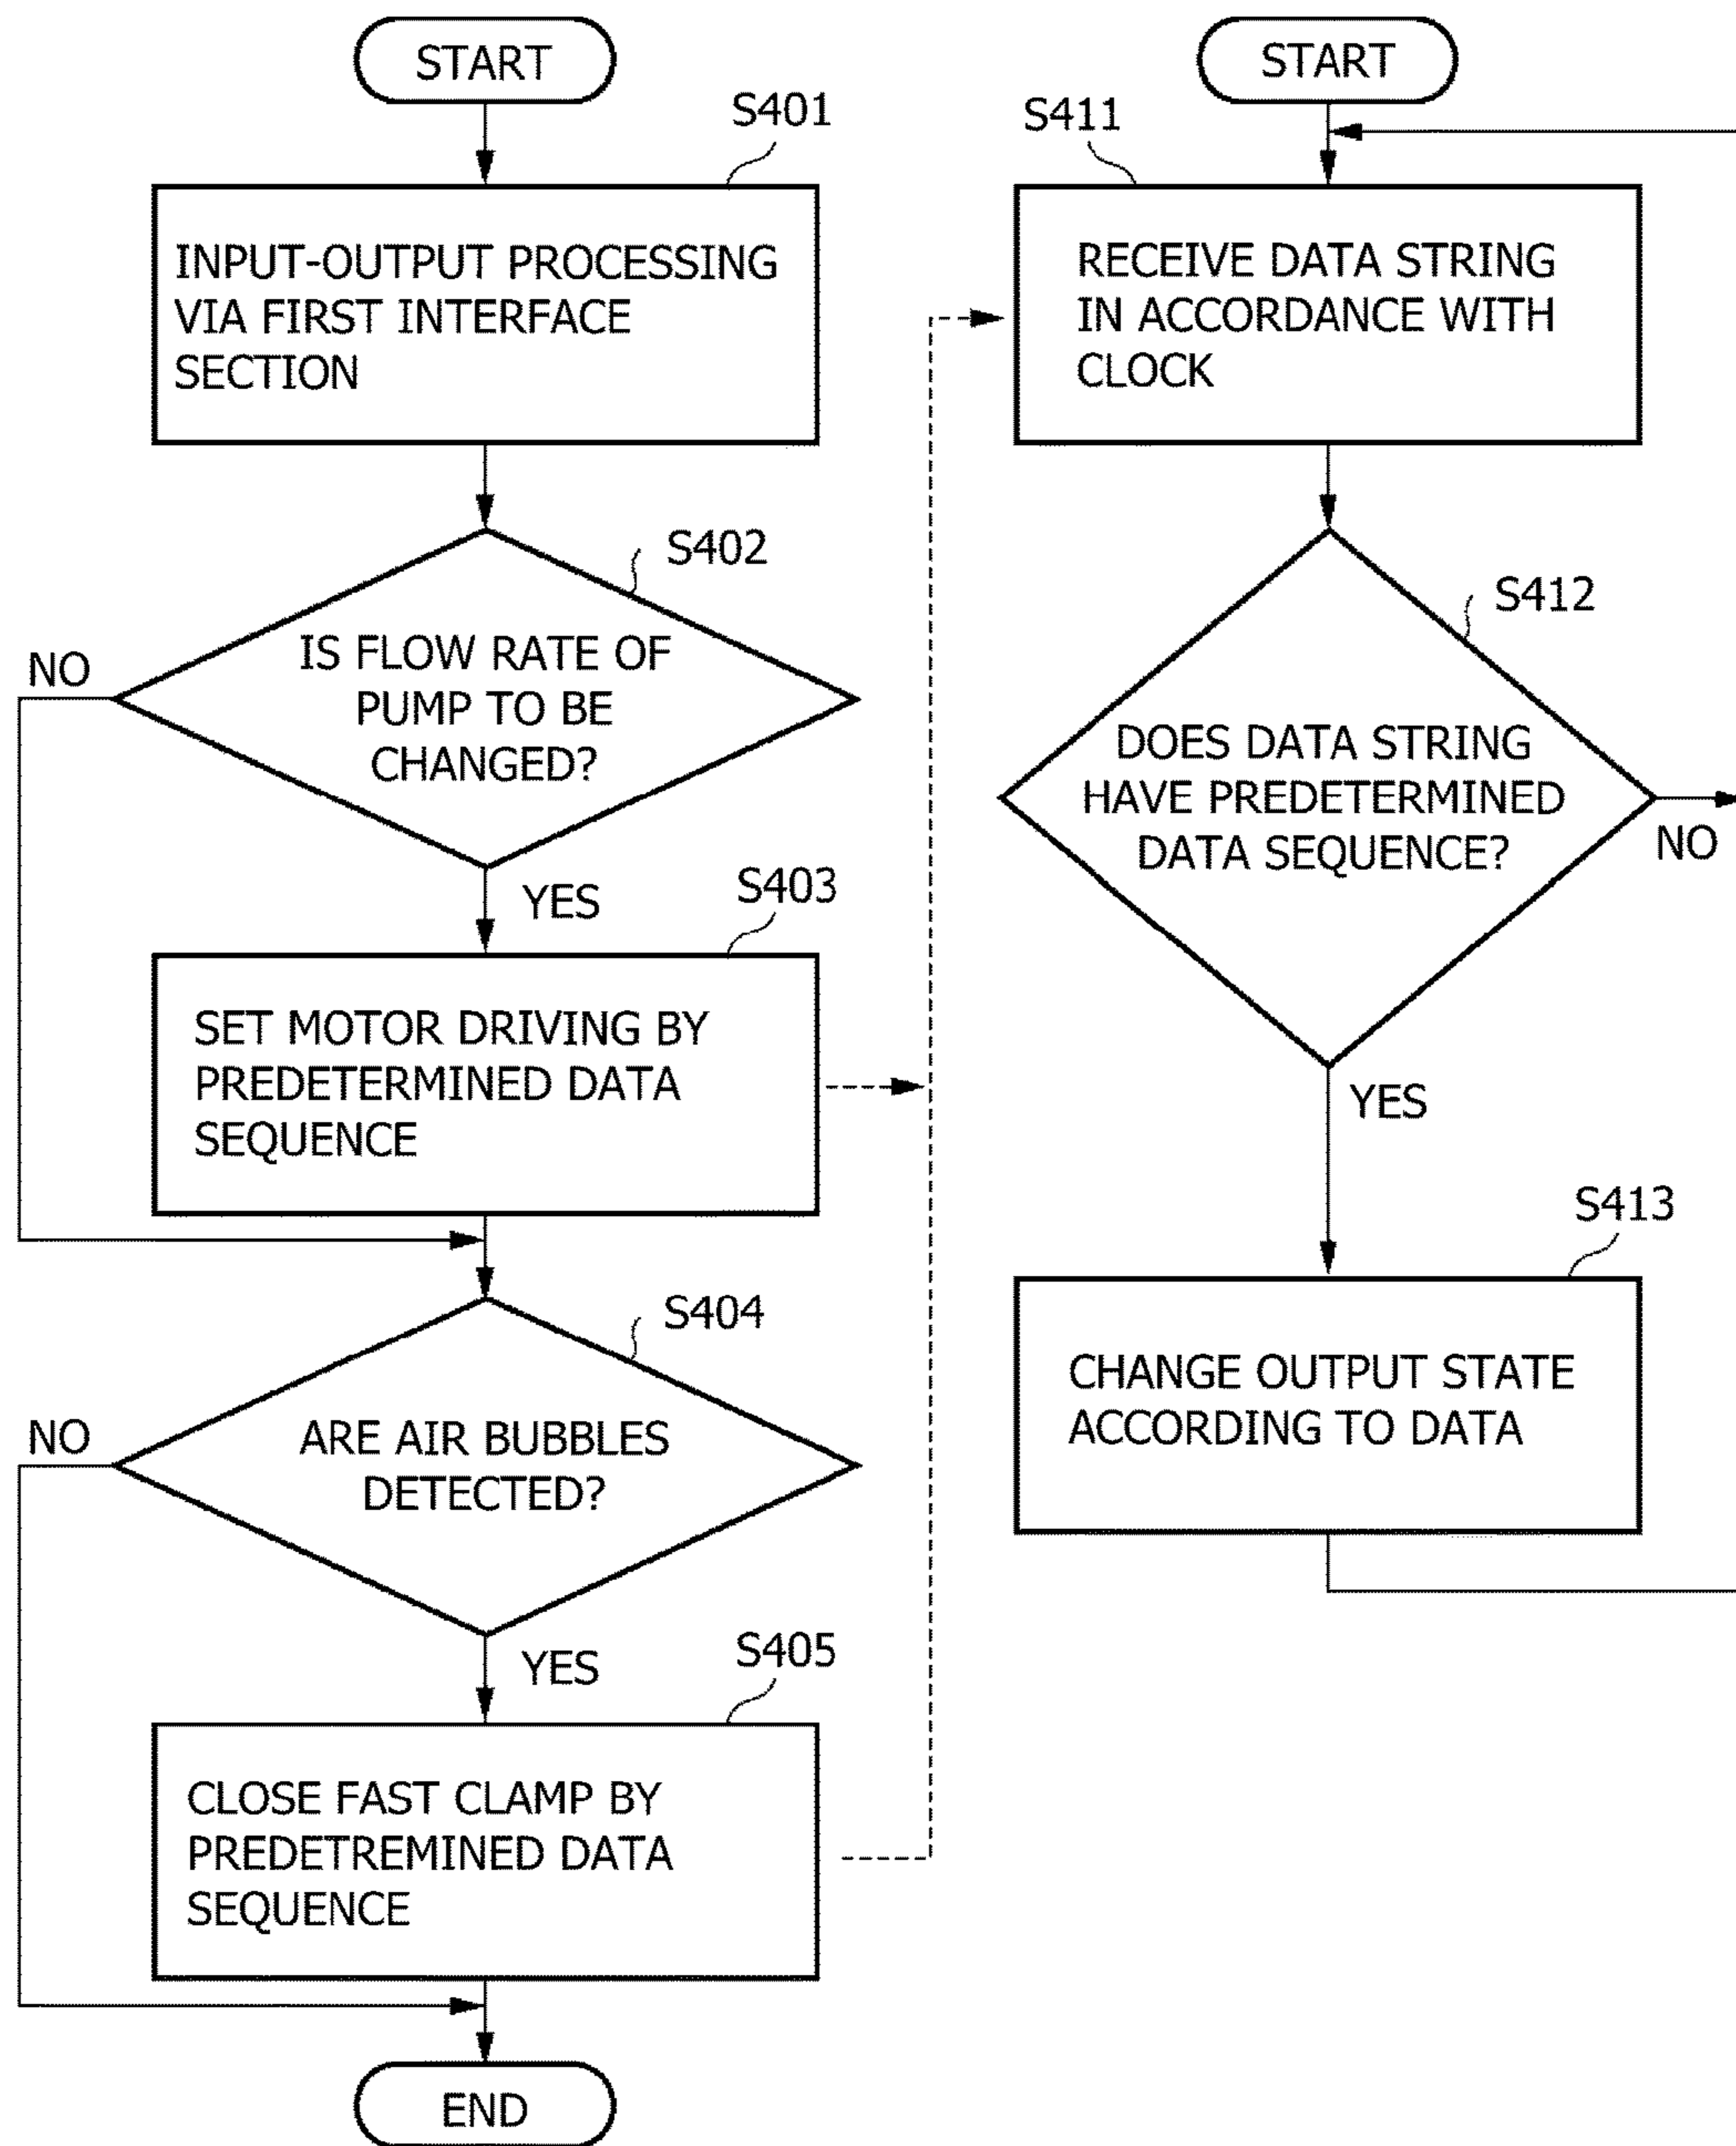 START
S401
INPUT-OUTPUT PROCESSING
VIA FIRST INTERFACE
SECTION
S402
IS FLOW RATE OF
PUMP TO BE
CHANGED?
NO
YES
S403
SET MOTOR DRIVING BY
PREDETERMINED DATA
SEQUENCE
S404
ARE AIR BUBBLES
DETECTED?
NO
YES
S405
CLOSE FAST CLAMP BY
PREDETREMINED DATA
SEQUENCE
END
START
S411
RECEIVE DATA STRING
IN ACCORDANCE WITH
CLOCK
S412
DOES DATA STRING
HAVE PREDETERMINED
DATA SEQUENCE?
NO
YES
S413
CHANGE OUTPUT STATE
ACCORDING TO DATA